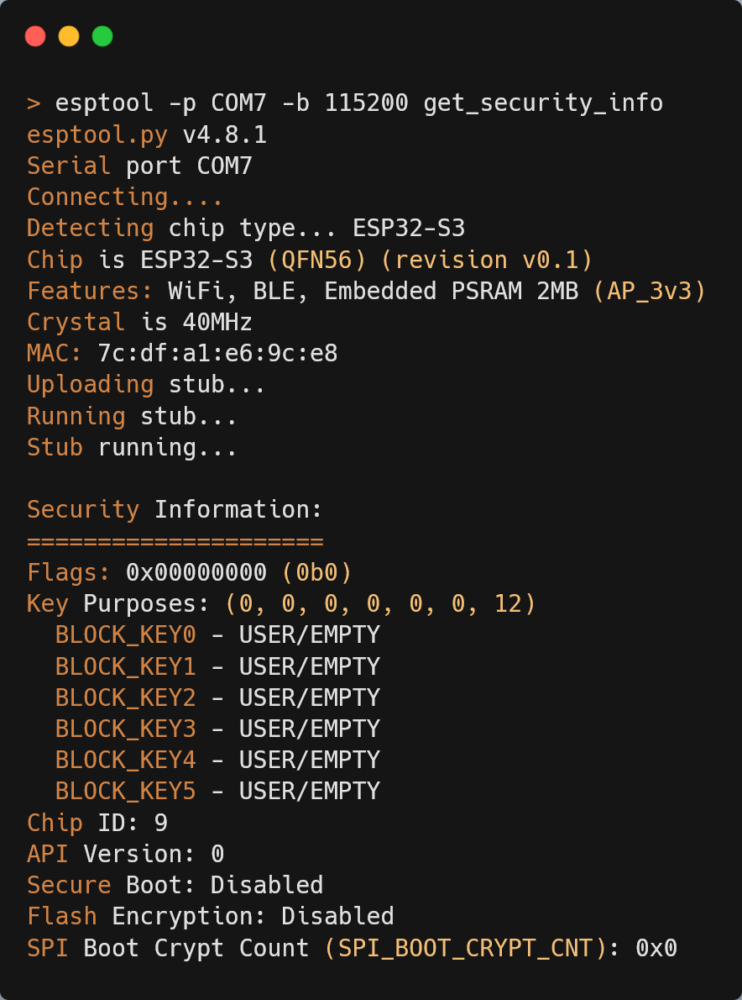 > esptool -p COM7 -b 115200 get_security_info
esptool.py v4.8.1
Serial port COM7
Connecting....
Detecting chip type... ESP32-S3
Chip is ESP32-S3 (QFN56) (revision v0.1)
Features: WiFi, BLE, Embedded PSRAM 2MB (AP_3v3)
Crystal is 40MHz
MAC: 7c:df:a1:e6:9c:e8
Uploading stub...
Running stub...
Stub running...

Security Information:
=====================
Flags: 0x00000000 (0b0)
Key Purposes: (0, 0, 0, 0, 0, 0, 12)
  BLOCK_KEY0 - USER/EMPTY
  BLOCK_KEY1 - USER/EMPTY
  BLOCK_KEY2 - USER/EMPTY
  BLOCK_KEY3 - USER/EMPTY
  BLOCK_KEY4 - USER/EMPTY
  BLOCK_KEY5 - USER/EMPTY
Chip ID: 9
API Version: 0
Secure Boot: Disabled
Flash Encryption: Disabled
SPI Boot Crypt Count (SPI_BOOT_CRYPT_CNT): 0x0